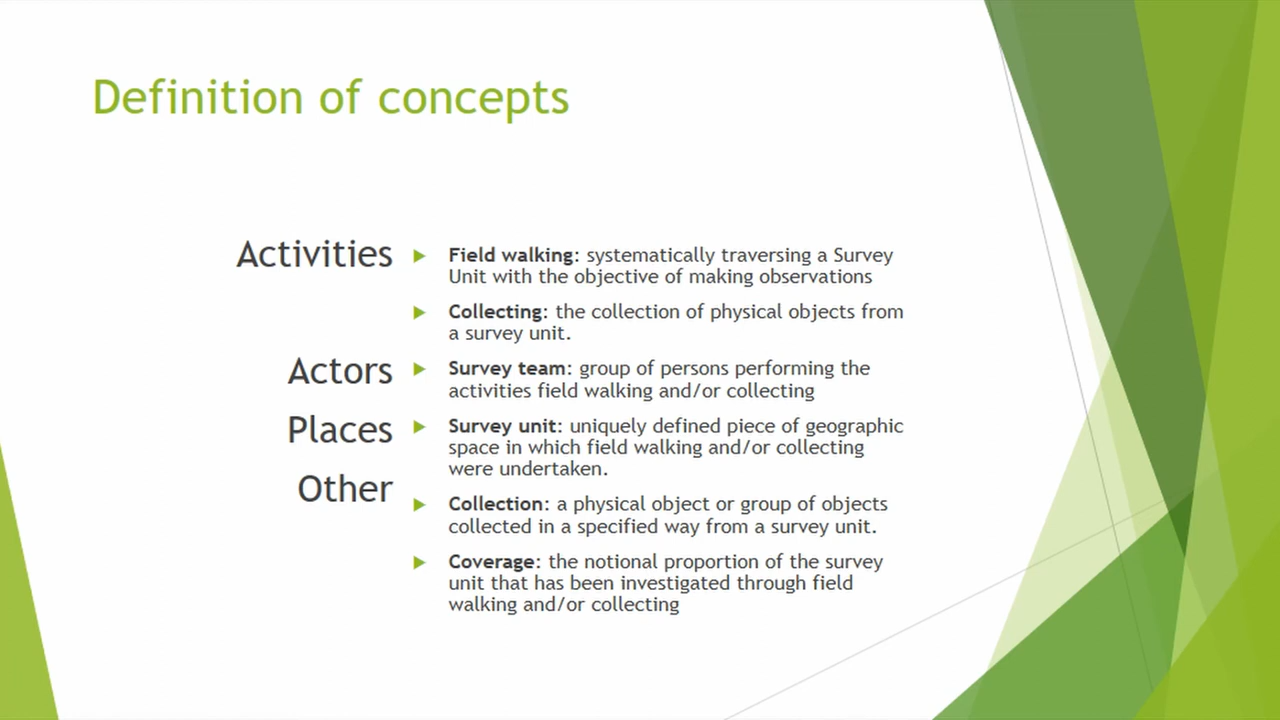 Definition of concepts
Activities
Field walking: systematically traversing a Survey
Unit with the objective of making observations
Collecting: the collection of physical objects from
a survey unit.
Actors
Survey team: group of persons performing the
activities field walking and/or collecting
Places
Survey unit: uniquely defined piece of geographic
space in which field walking and/or collecting
were undertaken.
Other
Collection: a physical object or group of objects
collected in a specified way from a survey unit.
Coverage: the notional proportion of the survey
unit that has been investigated through field
walking and/or collecting